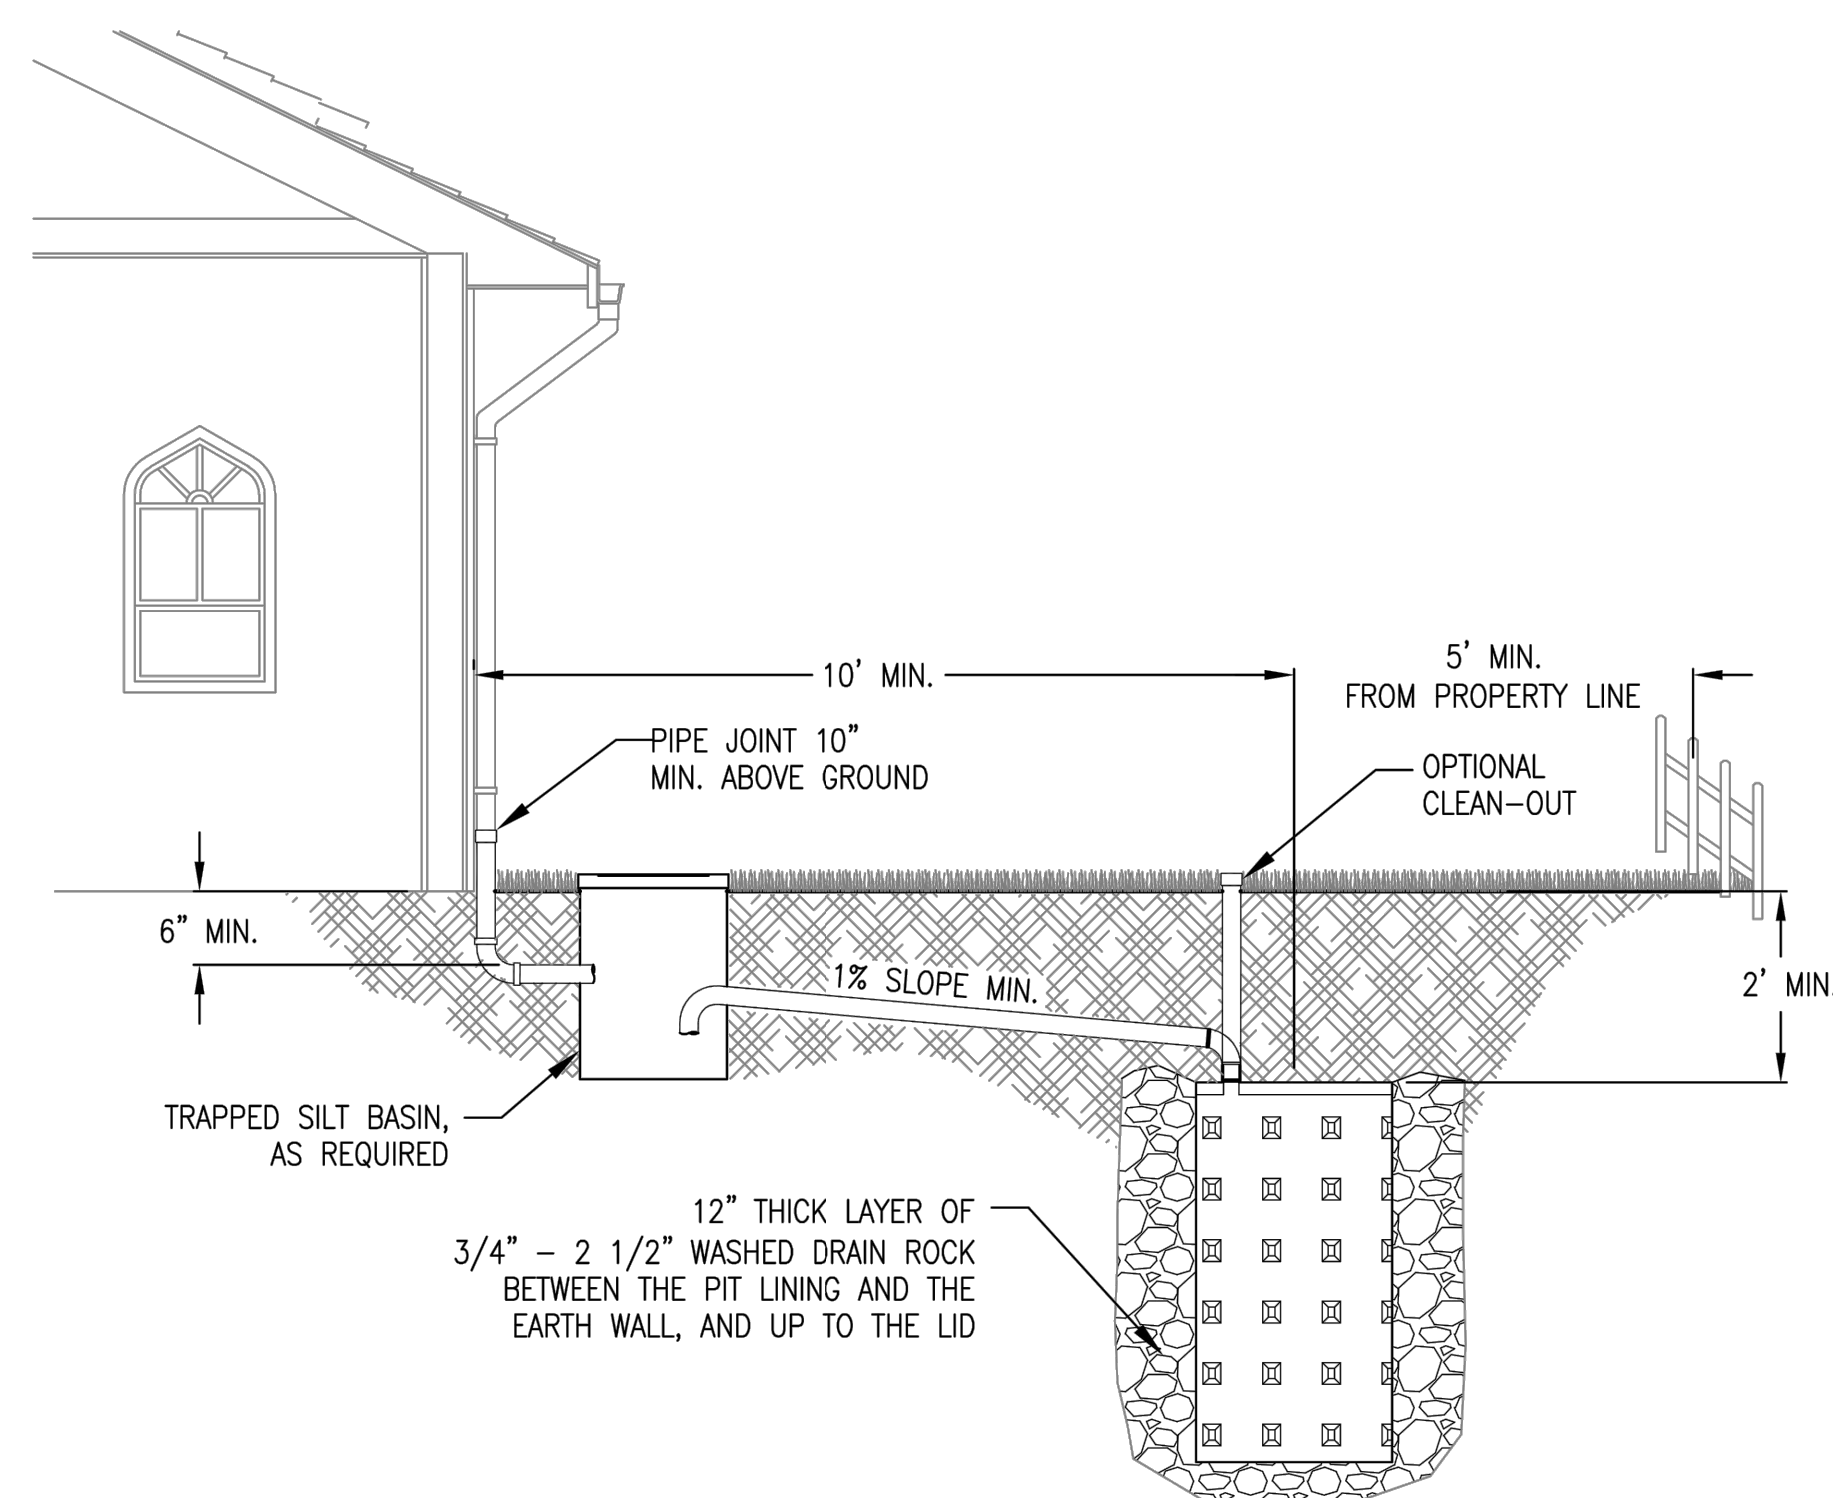 10' MIN.
5' MIN.
FROM PROPERTY LINE
PIPE JOINT 10"
MIN. ABOVE GROUND
OPTIONAL
CLEAN-OUT
6" MIN.
1% SLOPE MIN.
2' MIN.
TRAPPED SILT BASIN,
AS REQUIRED
12" THICK LAYER OF
3/4" - 2 1/2" WASHED DRAIN ROCK
BETWEEN THE PIT LINING AND THE
EARTH WALL, AND UP TO THE LID